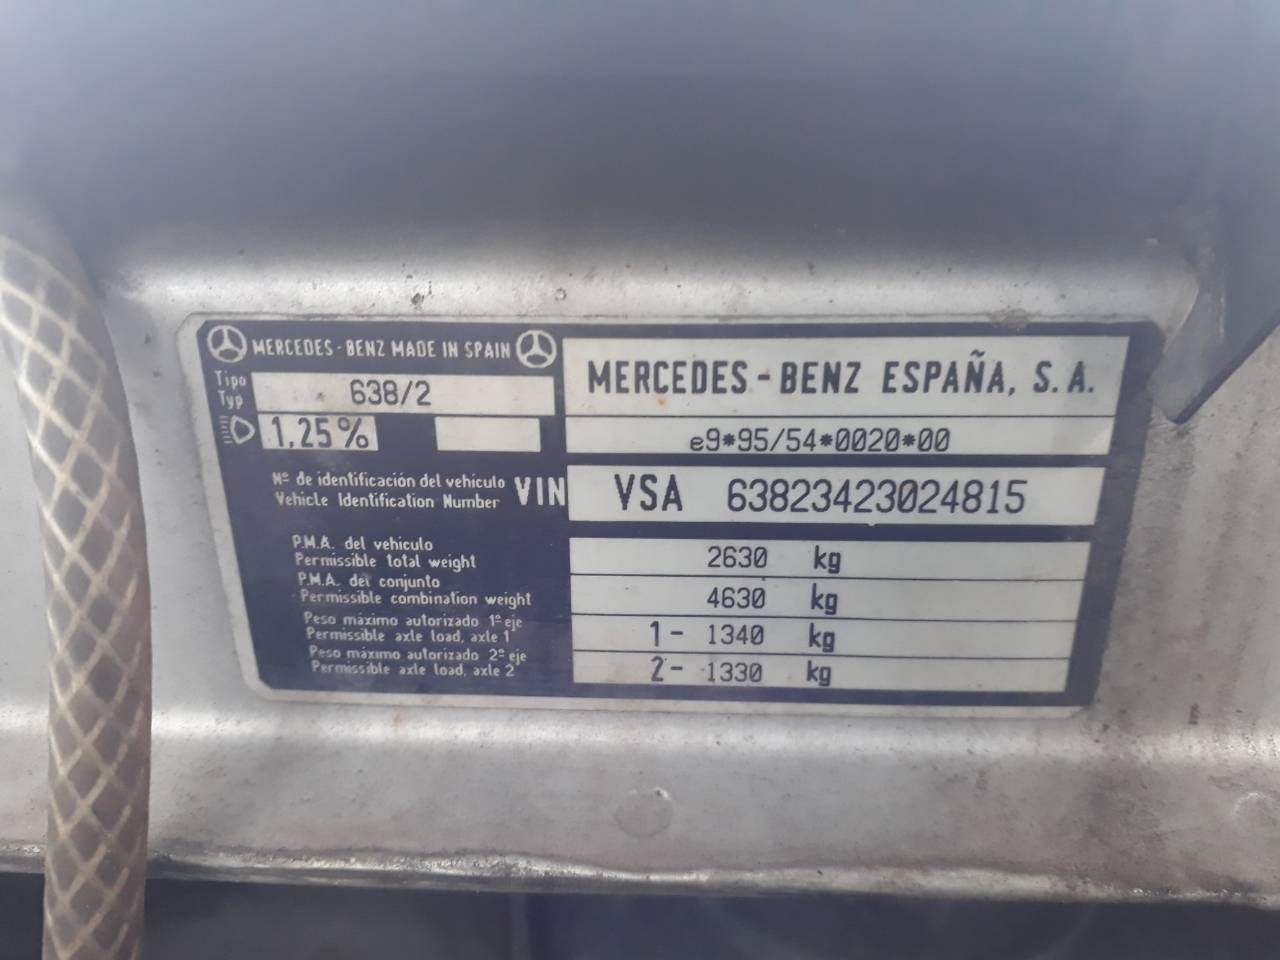 MERCEDES-BENZ MADE IN SPAIN
MERCEDES-BENZ ESPAÑA, S.A.
Tipo
Typ
638/2
1,25%
e9*95/54*0020*00
Nº de identificación del vehículo
Vehicle Identification Number
VIN
VSA 63823423024815
P.M.A. del vehículo
Permissible total weight
2630 kg
P.M.A. del conjunto
Permissible combination weight
4630 kg
Peso máximo autorizado 1ª eje
Permissible axle load, axle 1
1- 1340 kg
Peso máximo autorizado 2ª eje
Permissible axle load, axle 2
2- 1330 kg